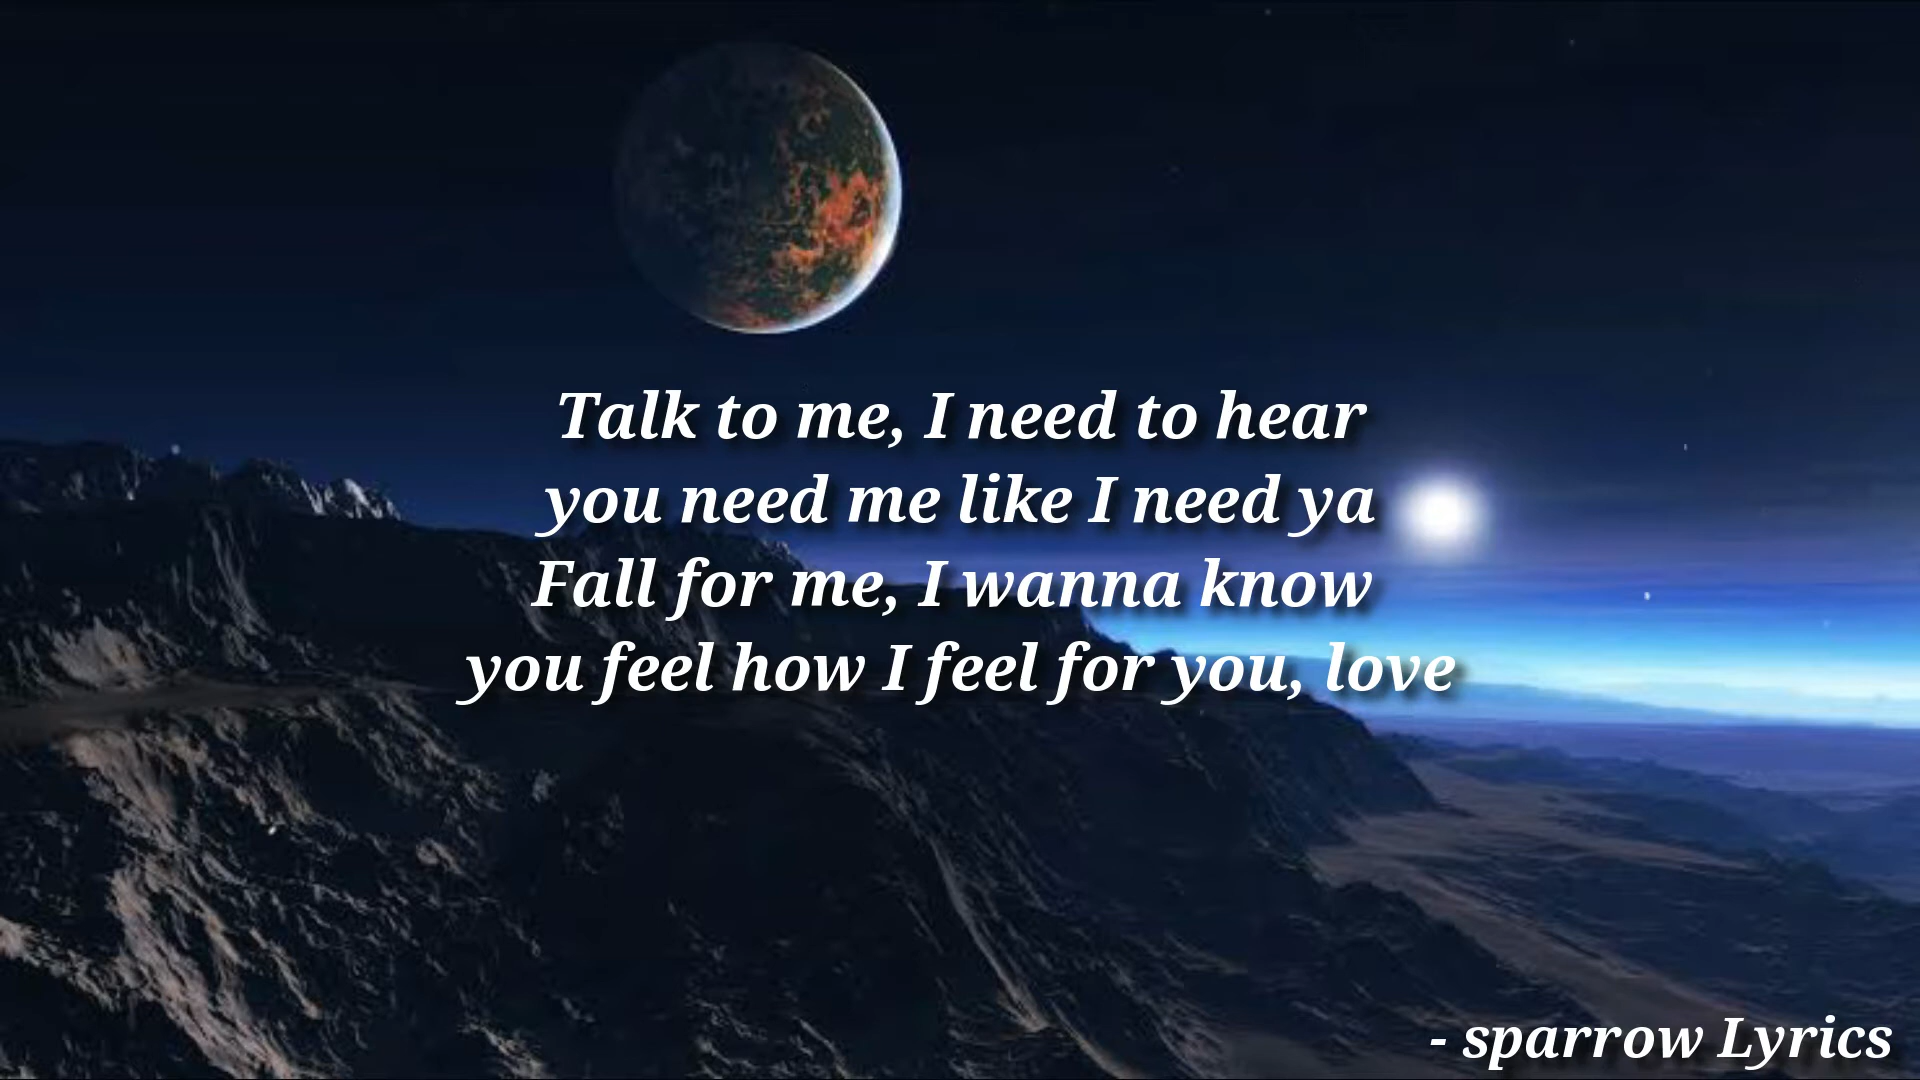 Talk to me, I need to hear
you need me like I need ya
Fall for me, I wanna know
you feel how I feel for you, love
- sparrow Lyrics